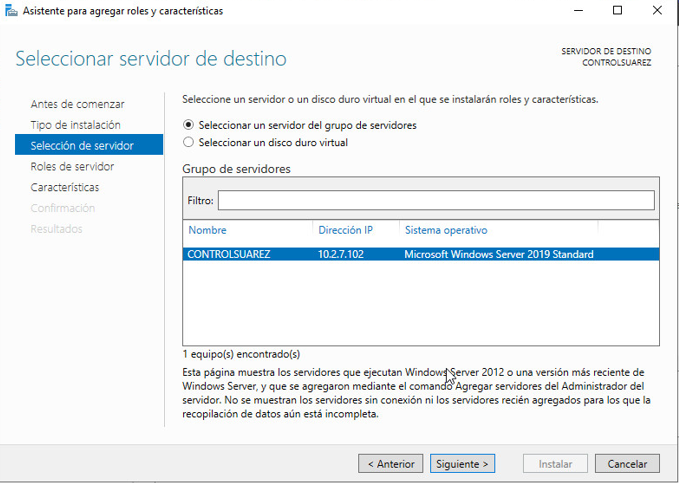 Asistente para agregar roles y características
Seleccionar servidor de destino
SERVIDOR DE DESTINO
CONTROLSUAREZ
Antes de comenzar
Tipo de instalación
Selección de servidor
Roles de servidor
Características
Confirmación
Resultados
Seleccione un servidor o un disco duro virtual en el que se instalarán roles y características.
Seleccionar un servidor del grupo de servidores
Seleccionar un disco duro virtual
Grupo de servidores
Filtro:
Nombre Dirección IP Sistema operativo
CONTROLSUAREZ 10.2.7.102 Microsoft Windows Server 2019 Standard
1 equipo(s) encontrado(s)
Esta página muestra los servidores que ejecutan Windows Server 2012 o una versión más reciente de
Windows Server, y que se agregaron mediante el comando Agregar servidores del Administrador del
servidor. No se muestran los servidores sin conexión ni los servidores recién agregados para los que la
recopilación de datos aún está incompleta.
< Anterior Siguiente > Instalar Cancelar